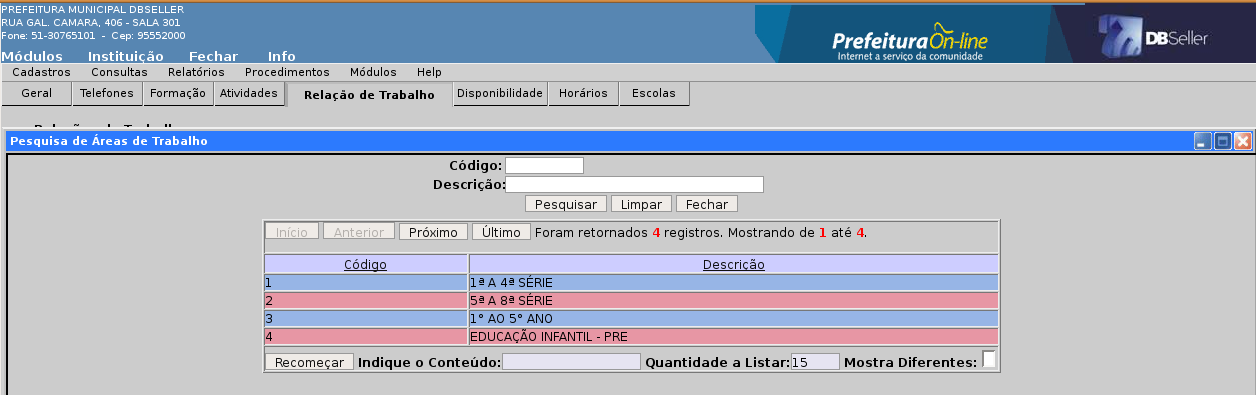 PREFEITURA MUNICIPAL DBSELLER
RUA GAL. CAMARA, 406 - SALA 301
Fone: 51-30765101 - Cep: 95552000
Prefeitura On-line
Internet a serviço da comunidade
DBSeller
Módulos Instituição Fechar Info
Cadastros Consultas Relatórios Procedimentos Módulos Help
Geral Telefones Formação Atividades Relação de Trabalho Disponibilidade Horários Escolas
Pesquisa de Áreas de Trabalho
Código:
Descrição:
Pesquisar Limpar Fechar
Início Anterior Próximo Último Foram retornados 4 registros. Mostrando de 1 até 4.
Código Descrição
1 1ª A 4ª SÉRIE
2 5ª A 8ª SÉRIE
3 1° AO 5° ANO
4 EDUCAÇÃO INFANTIL - PRE
Recomeçar Indique o Conteúdo: Quantidade a Listar: 15 Mostra Diferentes: